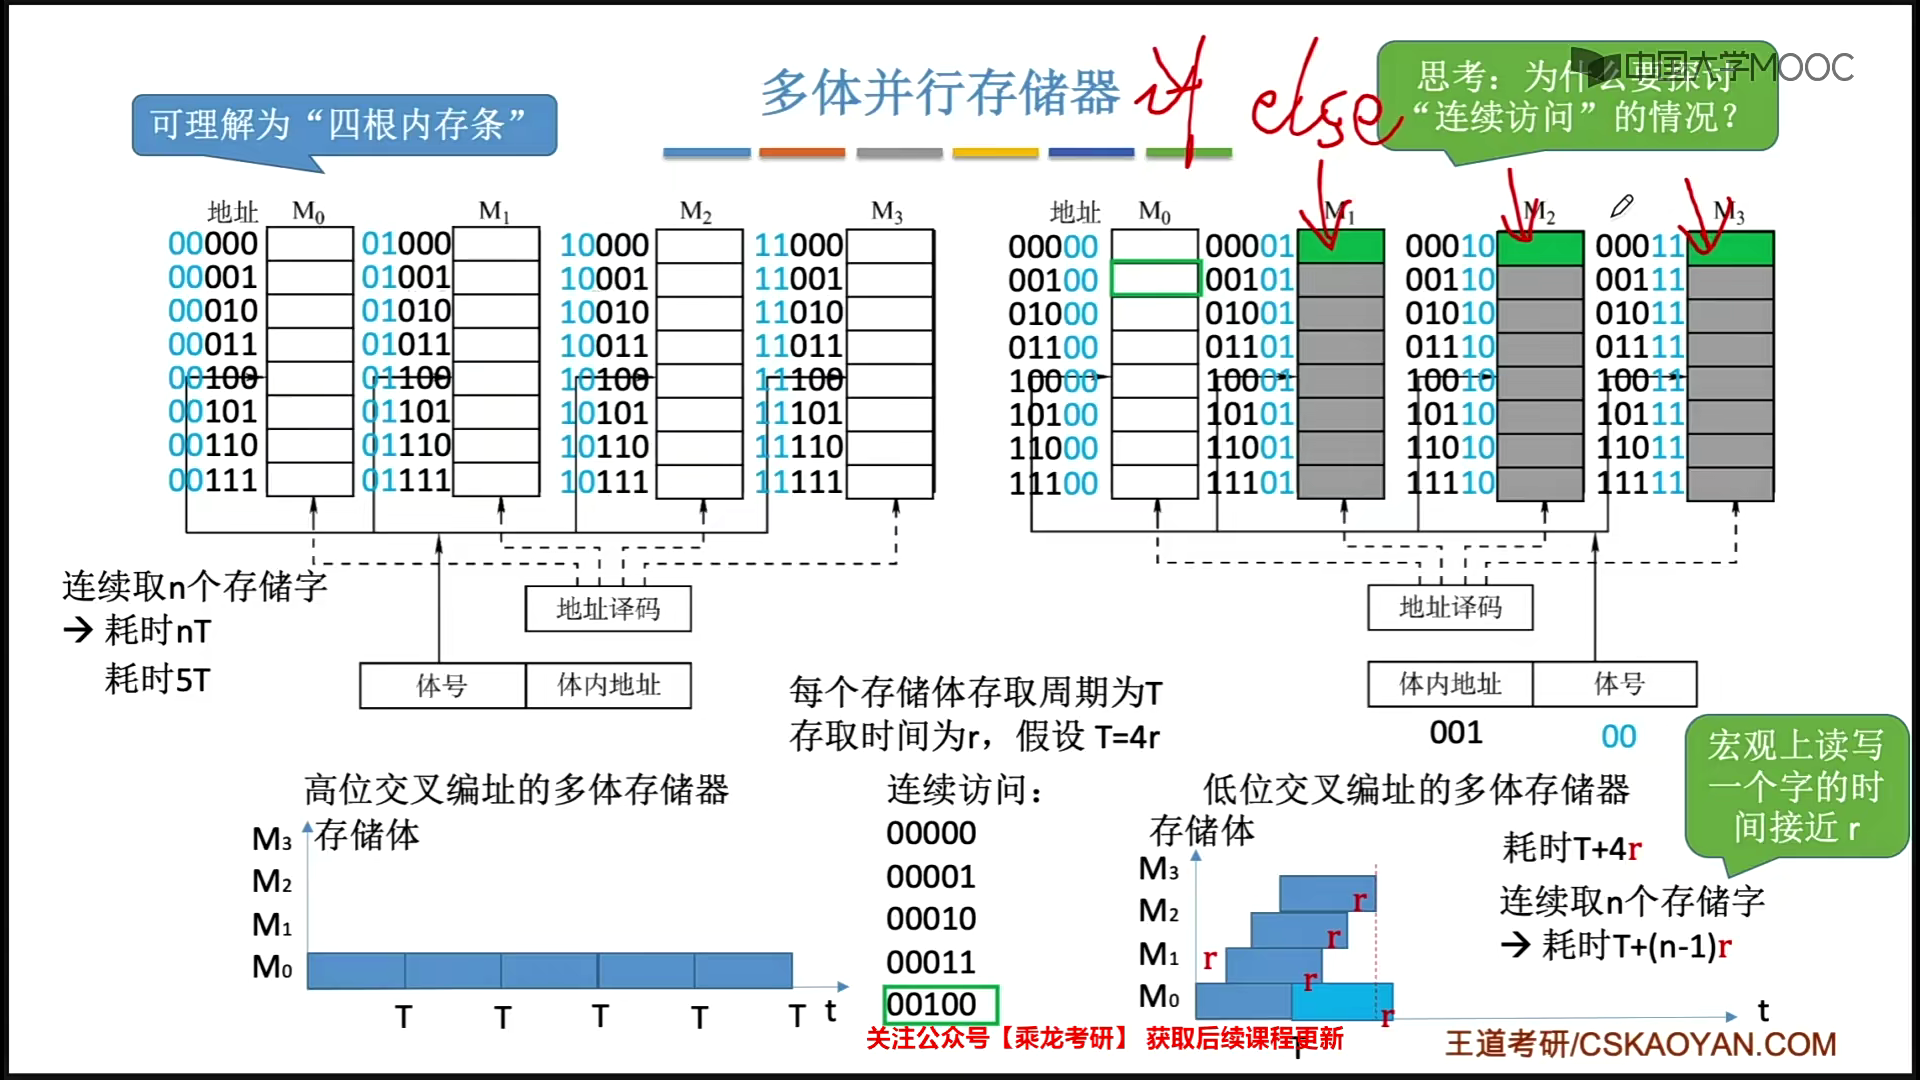 多体并行存储器
if else
中国大学MOOC
思考：为什么要探讨
“连续访问”的情况？
可理解为“四根内存条”
地址 M0 M1 M2 M3
00000 01000 10000 11000
00001 01001 10001 11001
00010 01010 10010 11010
00011 01011 10011 11011
00100 01100 10100 11100
00101 01101 10101 11101
00110 01110 10110 11110
00111 01111 10111 11111
地址译码
体号 体内地址
连续取n个存储字
→ 耗时nT
耗时5T
地址 M0 M1 M2 M3
00000 00001 00010 00011
00100 00101 00110 00111
01000 01001 01010 01011
01100 01101 01110 01111
10000 10001 10010 10011
10100 10101 10110 10111
11000 11001 11010 11011
11100 11101 11110 11111
地址译码
体内地址 体号
001 00
每个存储体存取周期为T
存取时间为r，假设 T=4r
宏观上读写
一个字的时
间接近 r
高位交叉编址的多体存储器
存储体
M3
M2
M1
M0
T T T T T t
连续访问：
00000
00001
00010
00011
00100
低位交叉编址的多体存储器
存储体
M3 r
M2 r
M1 r r
M0 r
T
t
耗时T+4r
连续取n个存储字
→ 耗时T+(n-1)r
关注公众号【乘龙考研】 获取后续课程更新
王道考研/CSKAOYAN.COM